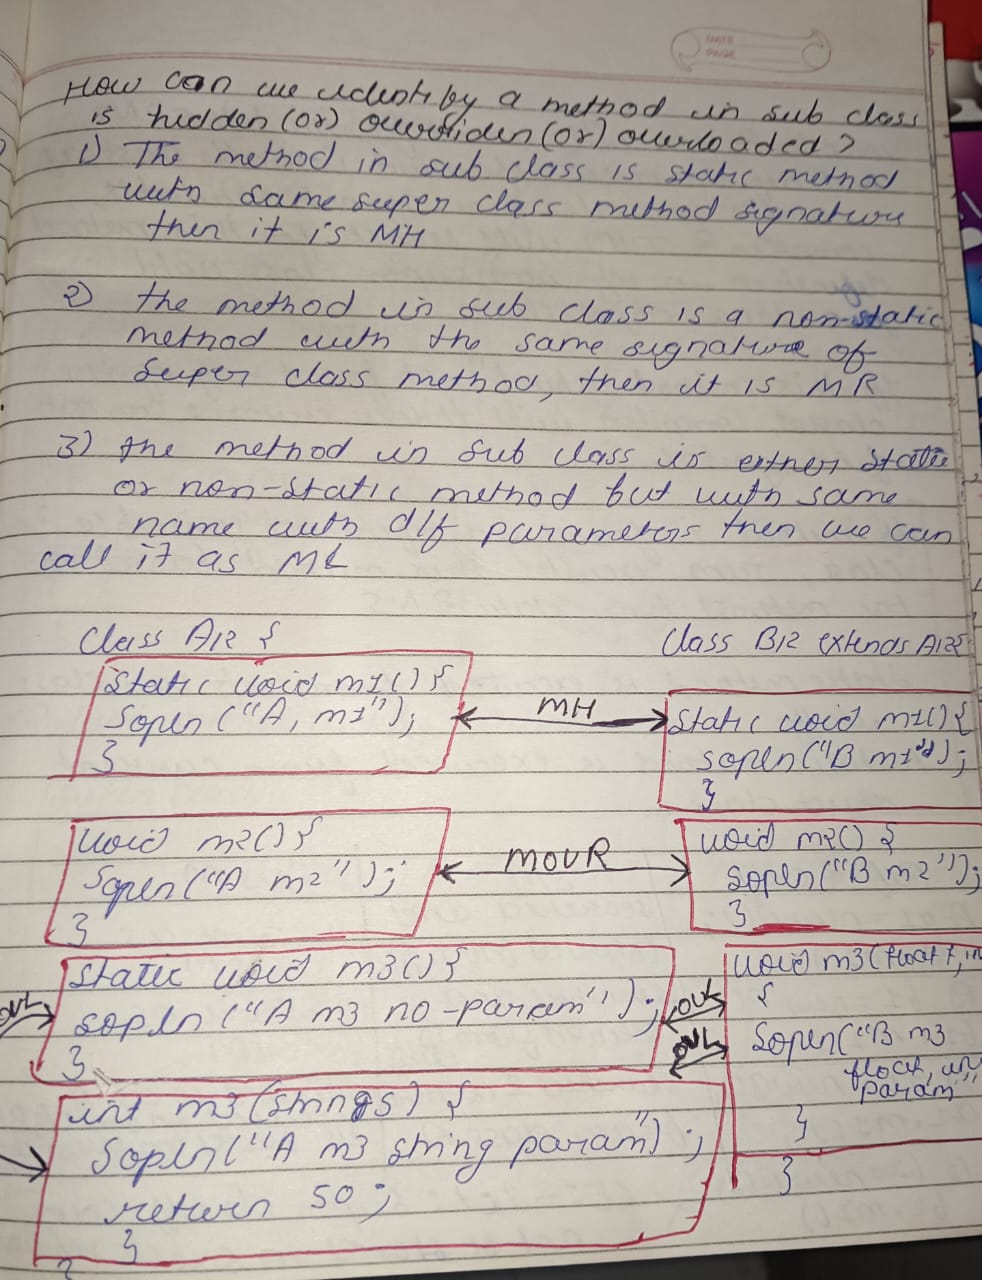 DATE
PAGE
How can we identify a method in sub class
is hidden (or) overriden (or) overloaded ?
1) The method in sub class is static method
with same super class method signature
then it is MH
2) the method in sub class is a non-static
method with the same signature of
super class method, then it is MR
3) the method in sub class is either static
or non-static method but with same
name with dif parameters then we can
call it as ML
Class A12 {
Class B12 extends A12{
static void m1() {
sopln ("A, m1");
}
MH
static void m1() {
sopln("B m1");
}
void m2() {
sopln("A m2");
}
MOVR
void m2() {
sopln("B m2");
}
static void m3() {
sopln ("A m3 no-param");
}
OVL
OVL
OVL
void m3(float f, in
{
Sopln("B m3
float, in
param"
}
}
int m3(String s) {
Sopln("A m3 string param") ;
return 50 ;
}